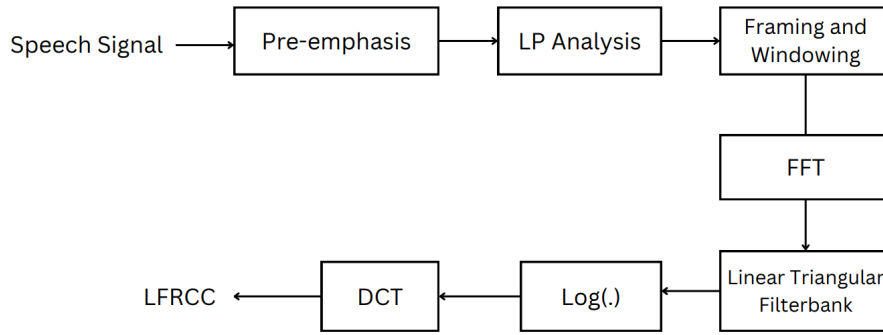 Speech Signal
Pre-emphasis
LP Analysis
Framing and
Windowing
FFT
Linear Triangular
Filterbank
Log(.)
DCT
LFRCC